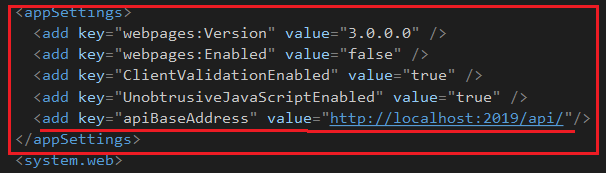 <appSettings>
<add key="webpages:Version" value="3.0.0.0" />
<add key="webpages:Enabled" value="false" />
<add key="ClientValidationEnabled" value="true" />
<add key="UnobtrusiveJavaScriptEnabled" value="true" />
<add key="apiBaseAddress" value="http://localhost:2019/api/"/>
</appSettings>
<system.web>